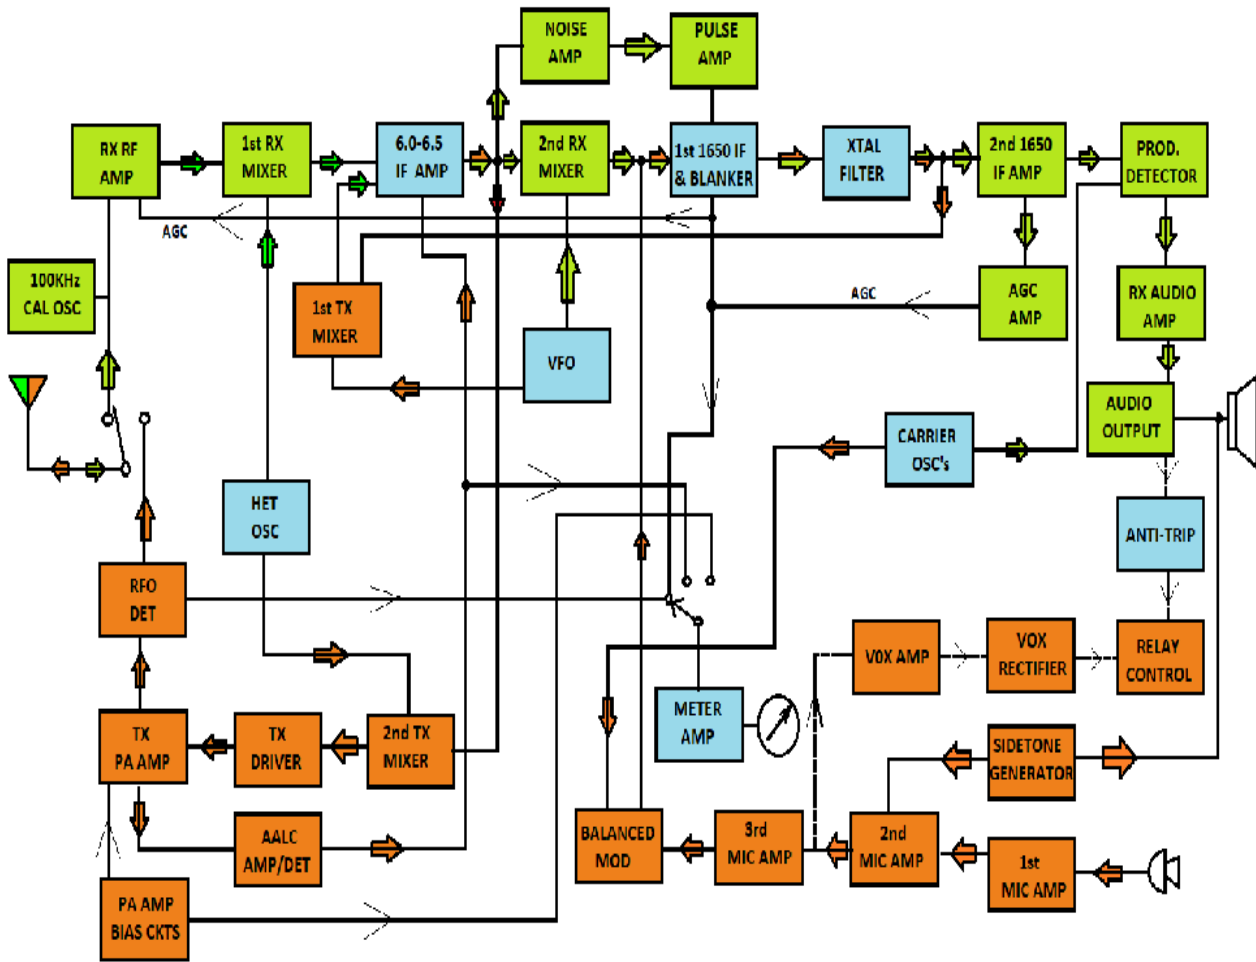 NOISE
AMP
PULSE
AMP
RX RF
AMP
1st RX
MIXER
6.0-6.5
IF AMP
2nd RX
MIXER
1st 1650 IF
& BLANKER
XTAL
FILTER
2nd 1650
IF AMP
PROD.
DETECTOR
AGC
100KHz
CAL OSC
1st TX
MIXER
VFO
AGC
AGC
AMP
RX AUDIO
AMP
AUDIO
OUTPUT
CARRIER
OSC's
HET
OSC
ANTI-TRIP
RFO
DET
VOX AMP
VOX
RECTIFIER
RELAY
CONTROL
TX
PA AMP
TX
DRIVER
2nd TX
MIXER
METER
AMP
SIDETONE
GENERATOR
AALC
AMP/DET
BALANCED
MOD
3rd
MIC AMP
2nd
MIC AMP
1st
MIC AMP
PA AMP
BIAS CKTS